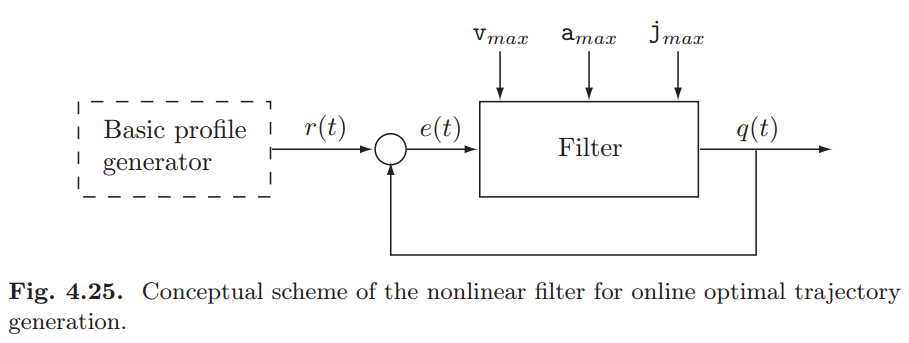 v_max a_max j_max
Basic profile
generator
r(t)
e(t)
Filter
q(t)
Fig. 4.25. Conceptual scheme of the nonlinear filter for online optimal trajectory
generation.